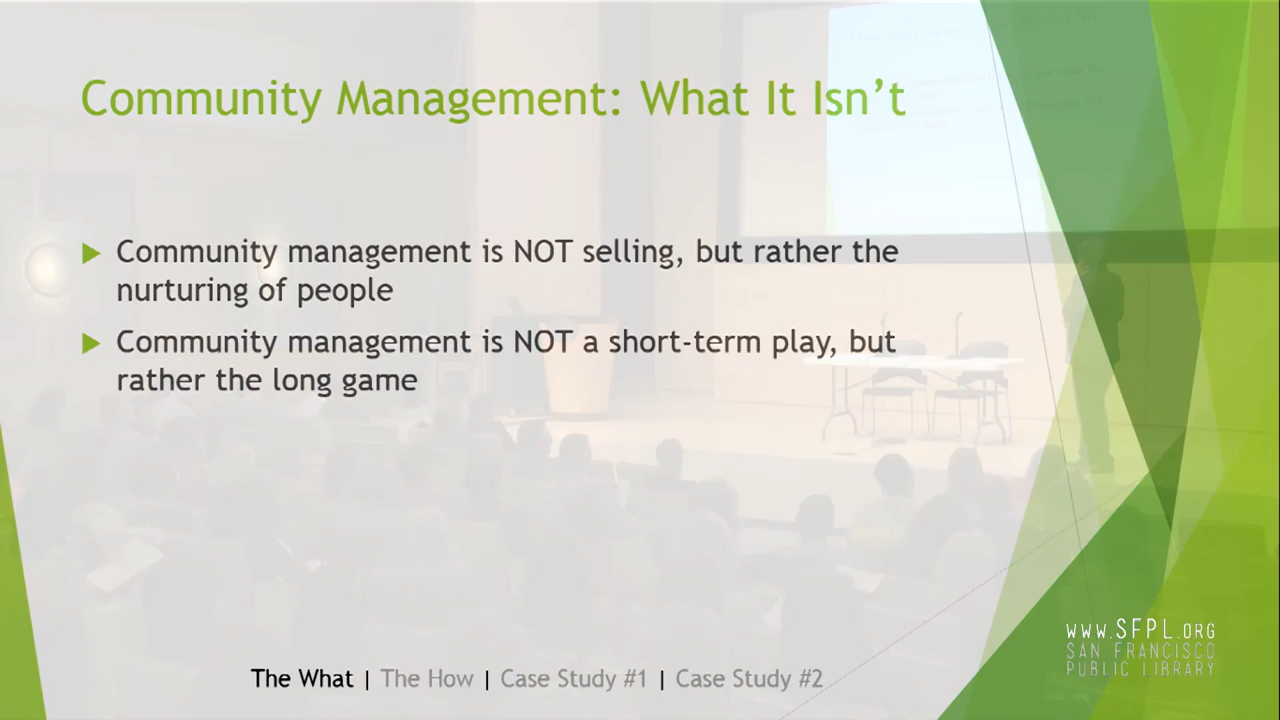 Community Management: What It Isn’t
Community management is NOT selling, but rather the
nurturing of people
Community management is NOT a short-term play, but
rather the long game
The What | The How | Case Study #1 | Case Study #2
WWW.SFPL.ORG
SAN FRANCISCO
PUBLIC LIBRARY